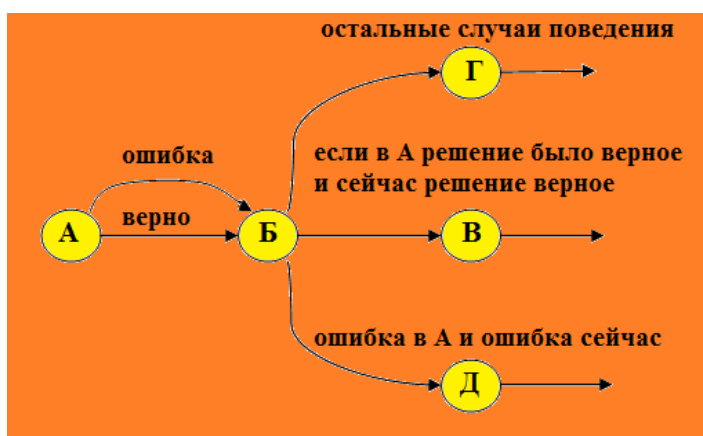 остальные случаи поведения
Г
ошибка
если в А решение было верное
и сейчас решение верное
верно
А
Б
В
ошибка в А и ошибка сейчас
Д